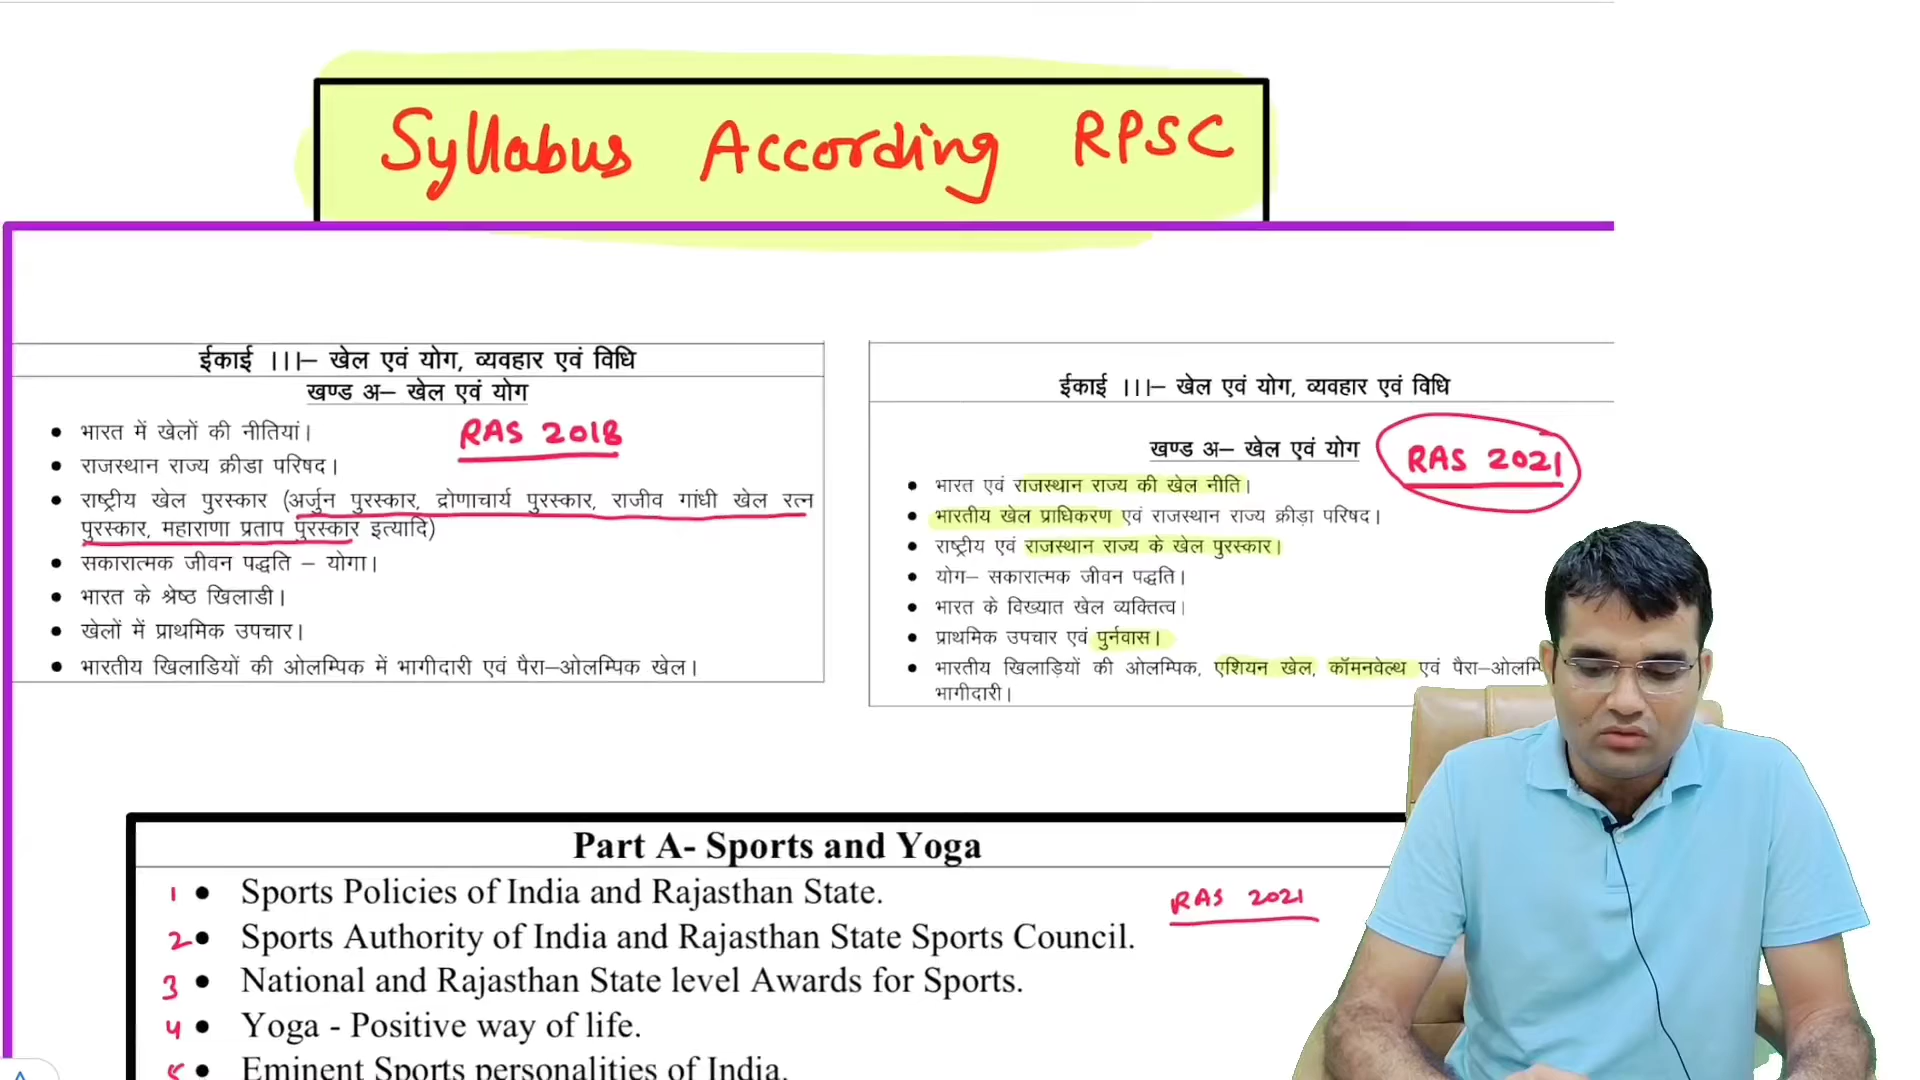 Syllabus According RPSC
ईकाई ।।।– खेल एवं योग, व्यवहार एवं विधि
खण्ड अ– खेल एवं योग
• भारत में खेलों की नीतियां।
RAS 2018
• राजस्थान राज्य क्रीडा परिषद।
• राष्ट्रीय खेल पुरस्कार (अर्जुन पुरस्कार, द्रोणाचार्य पुरस्कार, राजीव गांधी खेल रत्न
पुरस्कार, महाराणा प्रताप पुरस्कार इत्यादि)
• सकारात्मक जीवन पद्धति – योगा।
• भारत के श्रेष्ठ खिलाडी।
• खेलों में प्राथमिक उपचार।
• भारतीय खिलाडियों की ओलम्पिक में भागीदारी एवं पैरा–ओलम्पिक खेल।
ईकाई ।।।– खेल एवं योग, व्यवहार एवं विधि
खण्ड अ– खेल एवं योग
RAS 2021
• भारत एवं राजस्थान राज्य की खेल नीति।
• भारतीय खेल प्राधिकरण एवं राजस्थान राज्य क्रीड़ा परिषद।
• राष्ट्रीय एवं राजस्थान राज्य के खेल पुरस्कार।
• योग– सकारात्मक जीवन पद्धति।
• भारत के विख्यात खेल व्यक्तित्व।
• प्राथमिक उपचार एवं पुर्नवास।
• भारतीय खिलाड़ियों की ओलम्पिक, एशियन खेल, कॉमनवेल्थ एवं
भागीदारी।
Part A- Sports and Yoga
1 • Sports Policies of India and Rajasthan State.
RAS 2021
2 • Sports Authority of India and Rajasthan State Sports Council.
3 • National and Rajasthan State level Awards for Sports.
4 • Yoga - Positive way of life.
5 • Eminent Sports personalities of India.